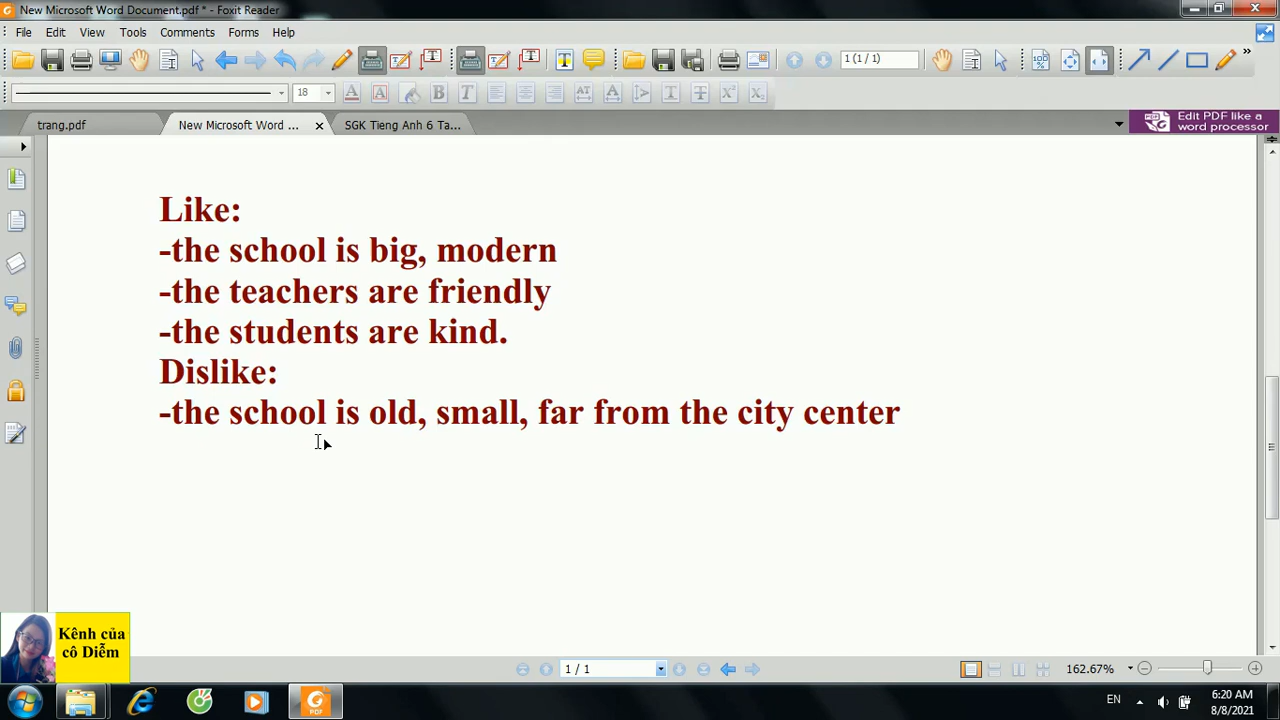 New Microsoft Word Document.pdf * - Foxit Reader
File Edit View Tools Comments Forms Help
1 (1 / 1)
18
trang.pdf New Microsoft Word ... SGK Tieng Anh 6 Ta...
Edit PDF like a
word processor
Like:
-the school is big, modern
-the teachers are friendly
-the students are kind.
Dislike:
-the school is old, small, far from the city center
Kênh của
cô Diễm
1 / 1
162.67%
EN
6:20 AM
8/8/2021